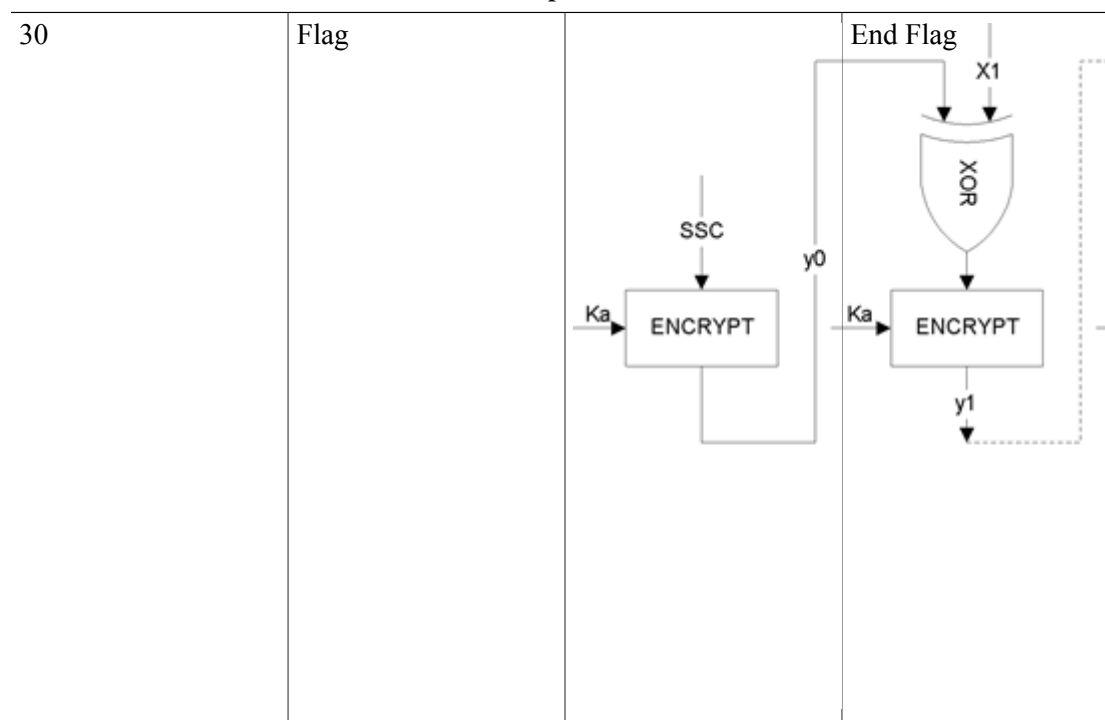 30
Flag
End Flag
X1
XOR
SSC
y0
Ka
ENCRYPT
Ka
ENCRYPT
y1